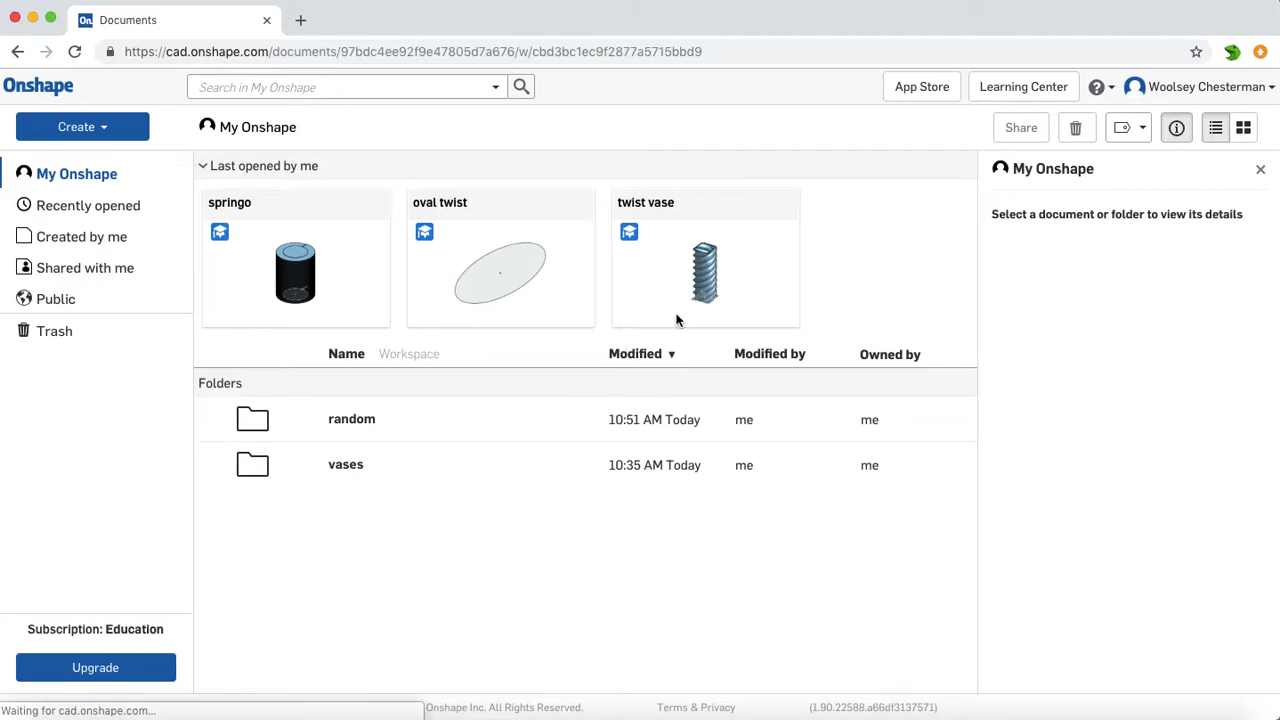 On. Documents
https://cad.onshape.com/documents/97bdc4ee92f9e47805d7a676/w/cbd3bc1ec9f2877a5715bbd9
Onshape
Search in My Onshape
App Store
Learning Center
Woolsey Chesterman
Create
My Onshape
Share
My Onshape
Recently opened
Created by me
Shared with me
Public
Trash
Last opened by me
springo
oval twist
twist vase
Name Workspace Modified Modified by Owned by
Folders
random 10:51 AM Today me me
vases 10:35 AM Today me me
My Onshape
Select a document or folder to view its details
Subscription: Education
Upgrade
Waiting for cad.onshape.com...
Onshape Inc. All Rights Reserved.
Terms & Privacy
(1.90.22588.a66df3137571)